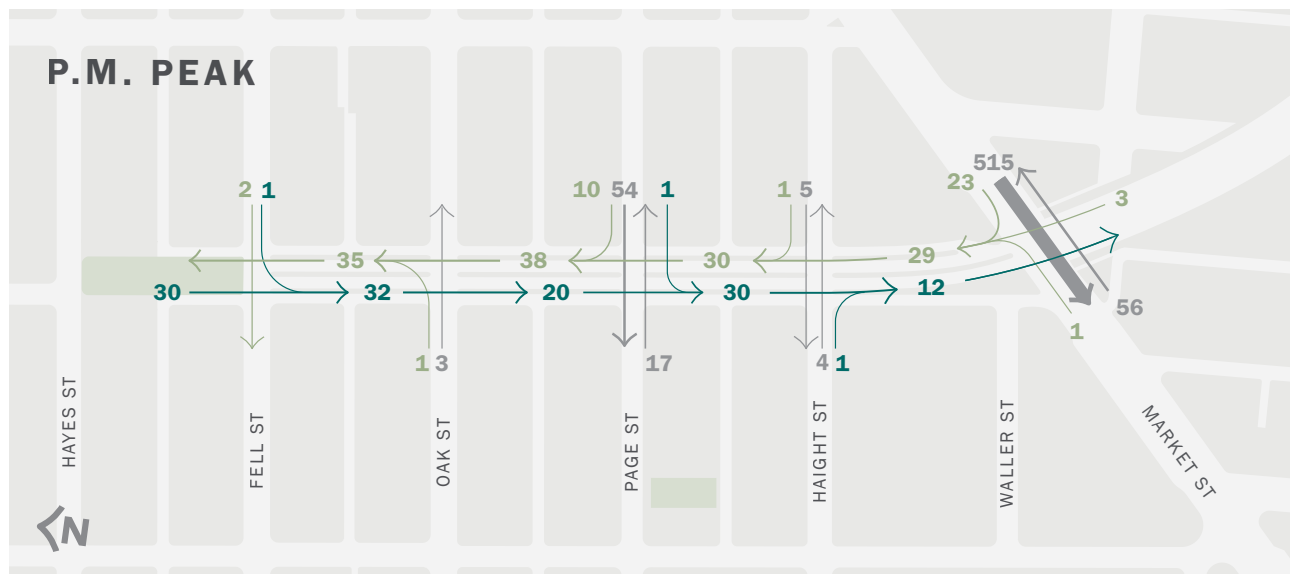 P.M. PEAK
515
23
2 1
10 54 1
1 5
3
35
38
30
29
30
32
20
30
12
56
1
1 3
17
4 1
HAYES ST
FELL ST
OAK ST
PAGE ST
HAIGHT ST
WALLER ST
MARKET ST
N